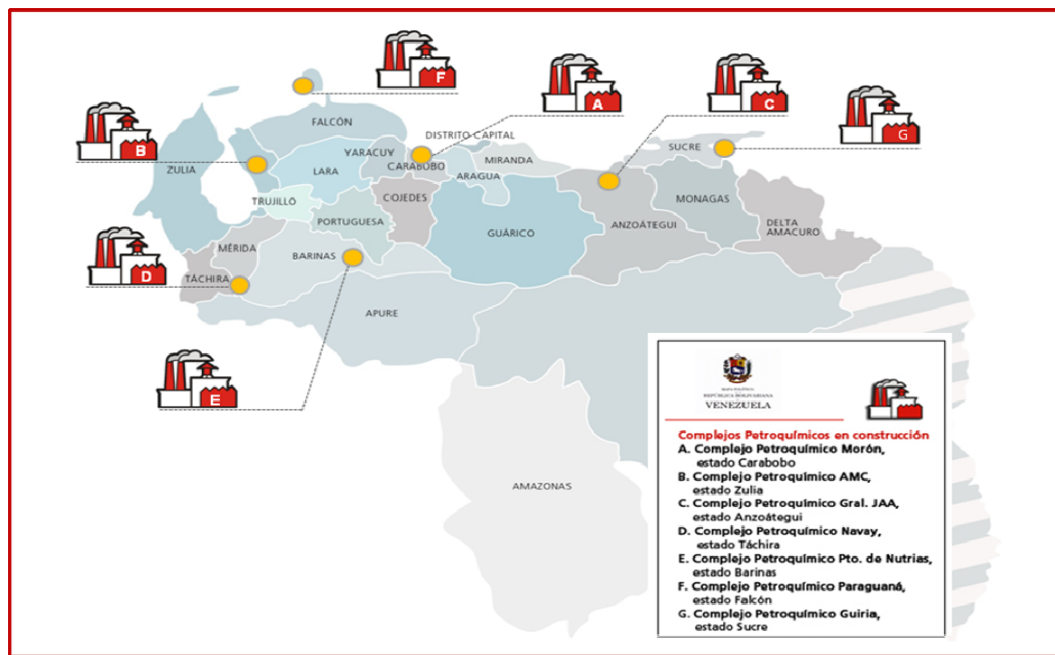 F
A
C
B
G
FALCÓN
DISTRITO CAPITAL
YARACUY
CARABOBO
MIRANDA
SUCRE
ZULIA
LARA
ARAGUA
TRUJILLO
COJEDES
MONAGAS
PORTUGUESA
GUÁRICO
ANZOÁTEGUI
DELTA
AMACURO
MÉRIDA
BARINAS
D
TÁCHIRA
APURE
E
AMAZONAS
MAPA POLÍTICO
REPÚBLICA BOLIVARIANA
VENEZUELA
Complejos Petroquímicos en construcción
A. Complejo Petroquímico Morón,
estado Carabobo
B. Complejo Petroquímico AMC,
estado Zulia
C. Complejo Petroquímico Gral. JAA,
estado Anzoátegui
D. Complejo Petroquímico Navay,
estado Táchira
E. Complejo Petroquímico Pto. de Nutrias,
estado Barinas
F. Complejo Petroquímico Paraguaná,
estado Falcón
G. Complejo Petroquímico Guiria,
estado Sucre